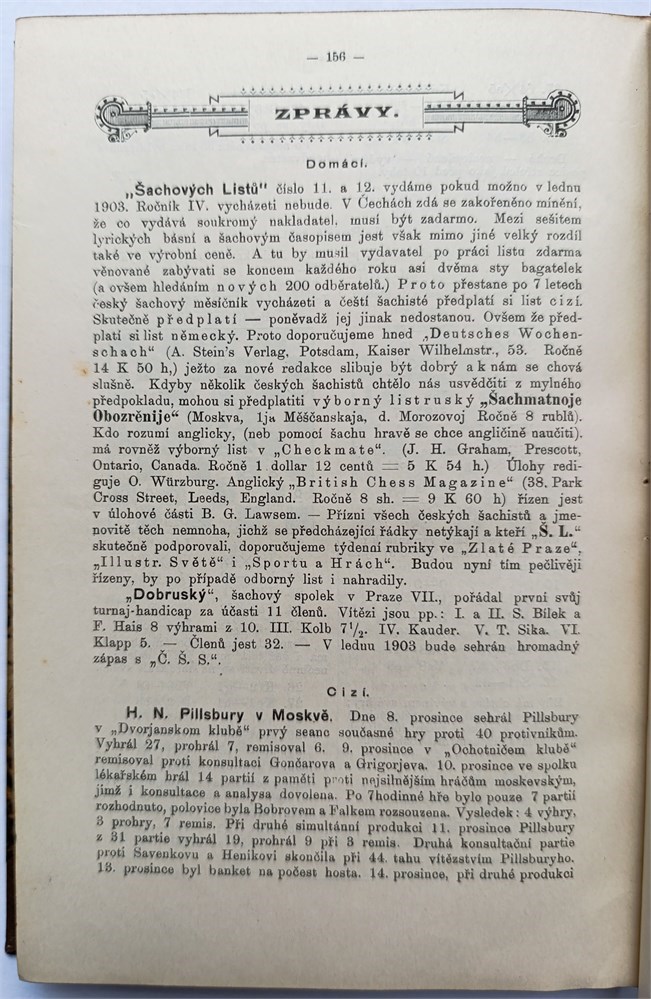 — 156 —
ZPRÁVY.
Domácí.
„Šachových Listů" číslo 11. a 12. vydáme pokud možno v lednu
1903. Ročník IV. vycházeti nebude. V Čechách zdá se zakořeněno mínění,
že co vydává soukromý nakladatel, musí být zadarmo. Mezi sešitem
lyrických básní a šachovým časopisem jest však mimo jiné velký rozdíl
také ve výrobní ceně. A tu by musil vydavatel po práci listu zdarma
věnované zabývati se koncem každého roku asi dvěma sty bagatelek
(a ovšem hledáním nových 200 odběratelů.) Proto přestane po 7 letech
český šachový měsíčník vycházeti a čeští šachisté předplatí si list cizí.
Skutečně předplatí — poněvadž jej jinak nedostanou. Ovšem že před-
platí si list německý. Proto doporučujeme hned „Deutsches Wochen-
schach" (A. Stein's Verlag, Potsdam, Kaiser Wilhelmstr., 53. Ročně
14 K 50 h,) ježto za nové redakce slibuje být dobrý a k nám se chová
slušně. Kdyby několik českých šachistů chtělo nás usvědčiti z mylného
předpokladu, mohou si předplatiti výborný list ruský „Šachmatnoje
Obozrěnije" (Moskva, 1ja Měščanskaja, d. Morozovoj Ročně 8 rublů).
Kdo rozumí anglicky, (neb pomocí šachu hravě se chce angličině naučiti).
má rovněž výborný list v „Checkmate". (J. H. Graham, Prescott,
Ontario, Canada. Ročně 1 dollar 12 centů = 5 K 54 h.) Úlohy redi-
guje O. Würzburg. Anglický „British Chess Magazine" (38. Park
Cross Street, Leeds, England. Ročně 8 sh. = 9 K 60 h) řízen jest
v úlohové části B. G. Lawsem. — Přízni všech českých šachistů a jme-
novitě těch nemnoha, jichž se předcházející řádky netýkají a kteří „Š. L."
skutečně podporovali, doporučujeme týdenní rubriky ve „Zlaté Praze",
„Illustr. Světě" i „Sportu a Hrách". Budou nyní tím pečlivěji
řízeny, by po případě odborný list i nahradily.
„Dobruský", šachový spolek v Praze VII., pořádal první svůj
turnaj-handicap za účasti 11 členů. Vítězi jsou pp.: I. a II. S. Bílek a
F. Hais 8 výhrami z 10. III. Kolb 7½. IV. Kauder. V. T. Sika. VI.
Klapp 5. — Členů jest 32. — V lednu 1903 bude sehrán hromadný
zápas s „Č. Š. S.".
Cizí.
H. N. Pillsbury v Moskvě. Dne 8. prosince sehrál Pillsbury
v „Dvorjanskom klubě" prvý seanc současné hry proti 40 protivníkům.
Vyhrál 27, prohrál 7, remisoval 6. 9. prosince v „Ochotničem klubě"
remisoval proti konsultaci Gončarova a Grigorjeva. 10. prosince ve spolku
lékařském hrál 14 partií z paměti proti nejsilnějším hráčům moskevským,
jimž i konsultace a analysa dovolena. Po 7hodinné hře bylo pouze 7 partií
rozhodnuto, polovice byla Bobrovem a Falkem rozsouzena. Vysledek: 4 výhry,
3 probry, 7 remis. Při druhé simultánní produkci 11. prosince Pillsbury
z 31 partie vyhrál 19, prohrál 9 při 3 remis. Druhá konsultační partie
proti Savenkovu a Heníkovi skončila při 44. tahu vítězstvím Pillsburyho.
13. prosince byl banket na počest hosta. 14. prosince, při druhé produkci